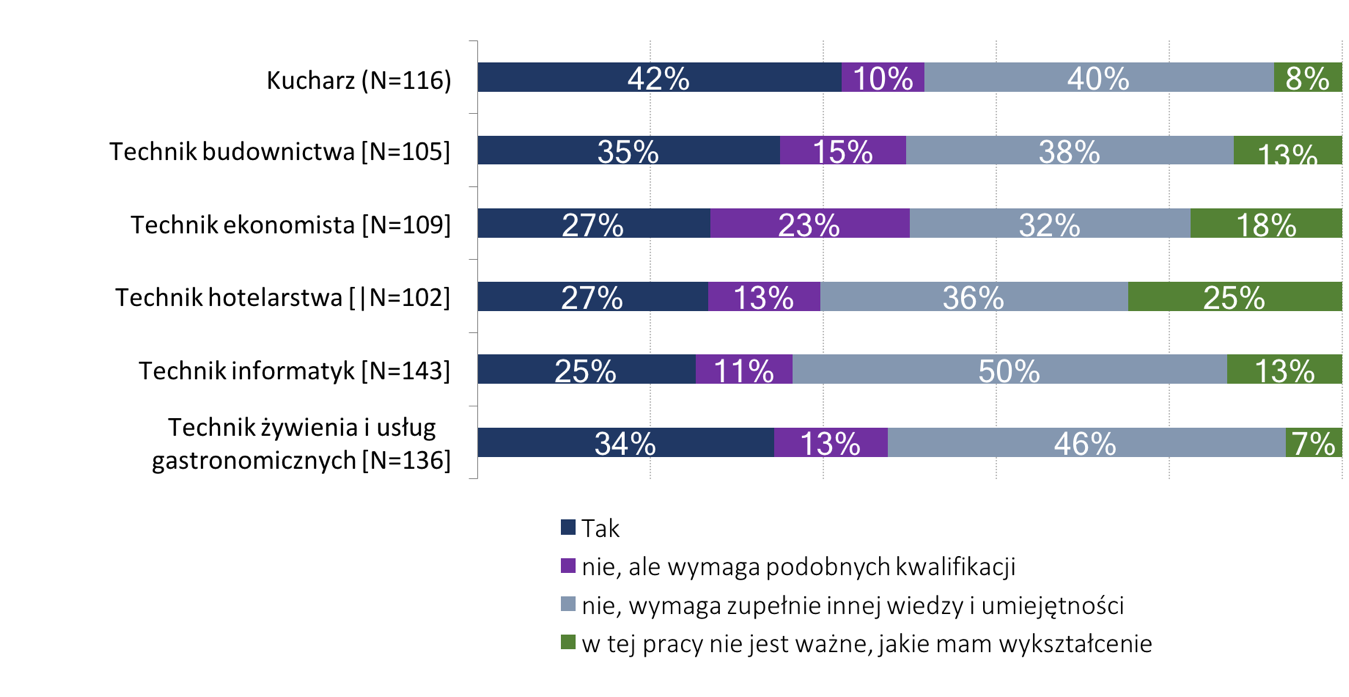 Kucharz (N=116)
42% 10% 40% 8%
Technik budownictwa [N=105]
35% 15% 38% 13%
Technik ekonomista [N=109]
27% 23% 32% 18%
Technik hotelarstwa [|N=102]
27% 13% 36% 25%
Technik informatyk [N=143]
25% 11% 50% 13%
Technik żywienia i usług
gastronomicznych [N=136]
34% 13% 46% 7%
Tak
nie, ale wymaga podobnych kwalifikacji
nie, wymaga zupełnie innej wiedzy i umiejętności
w tej pracy nie jest ważne, jakie mam wykształcenie